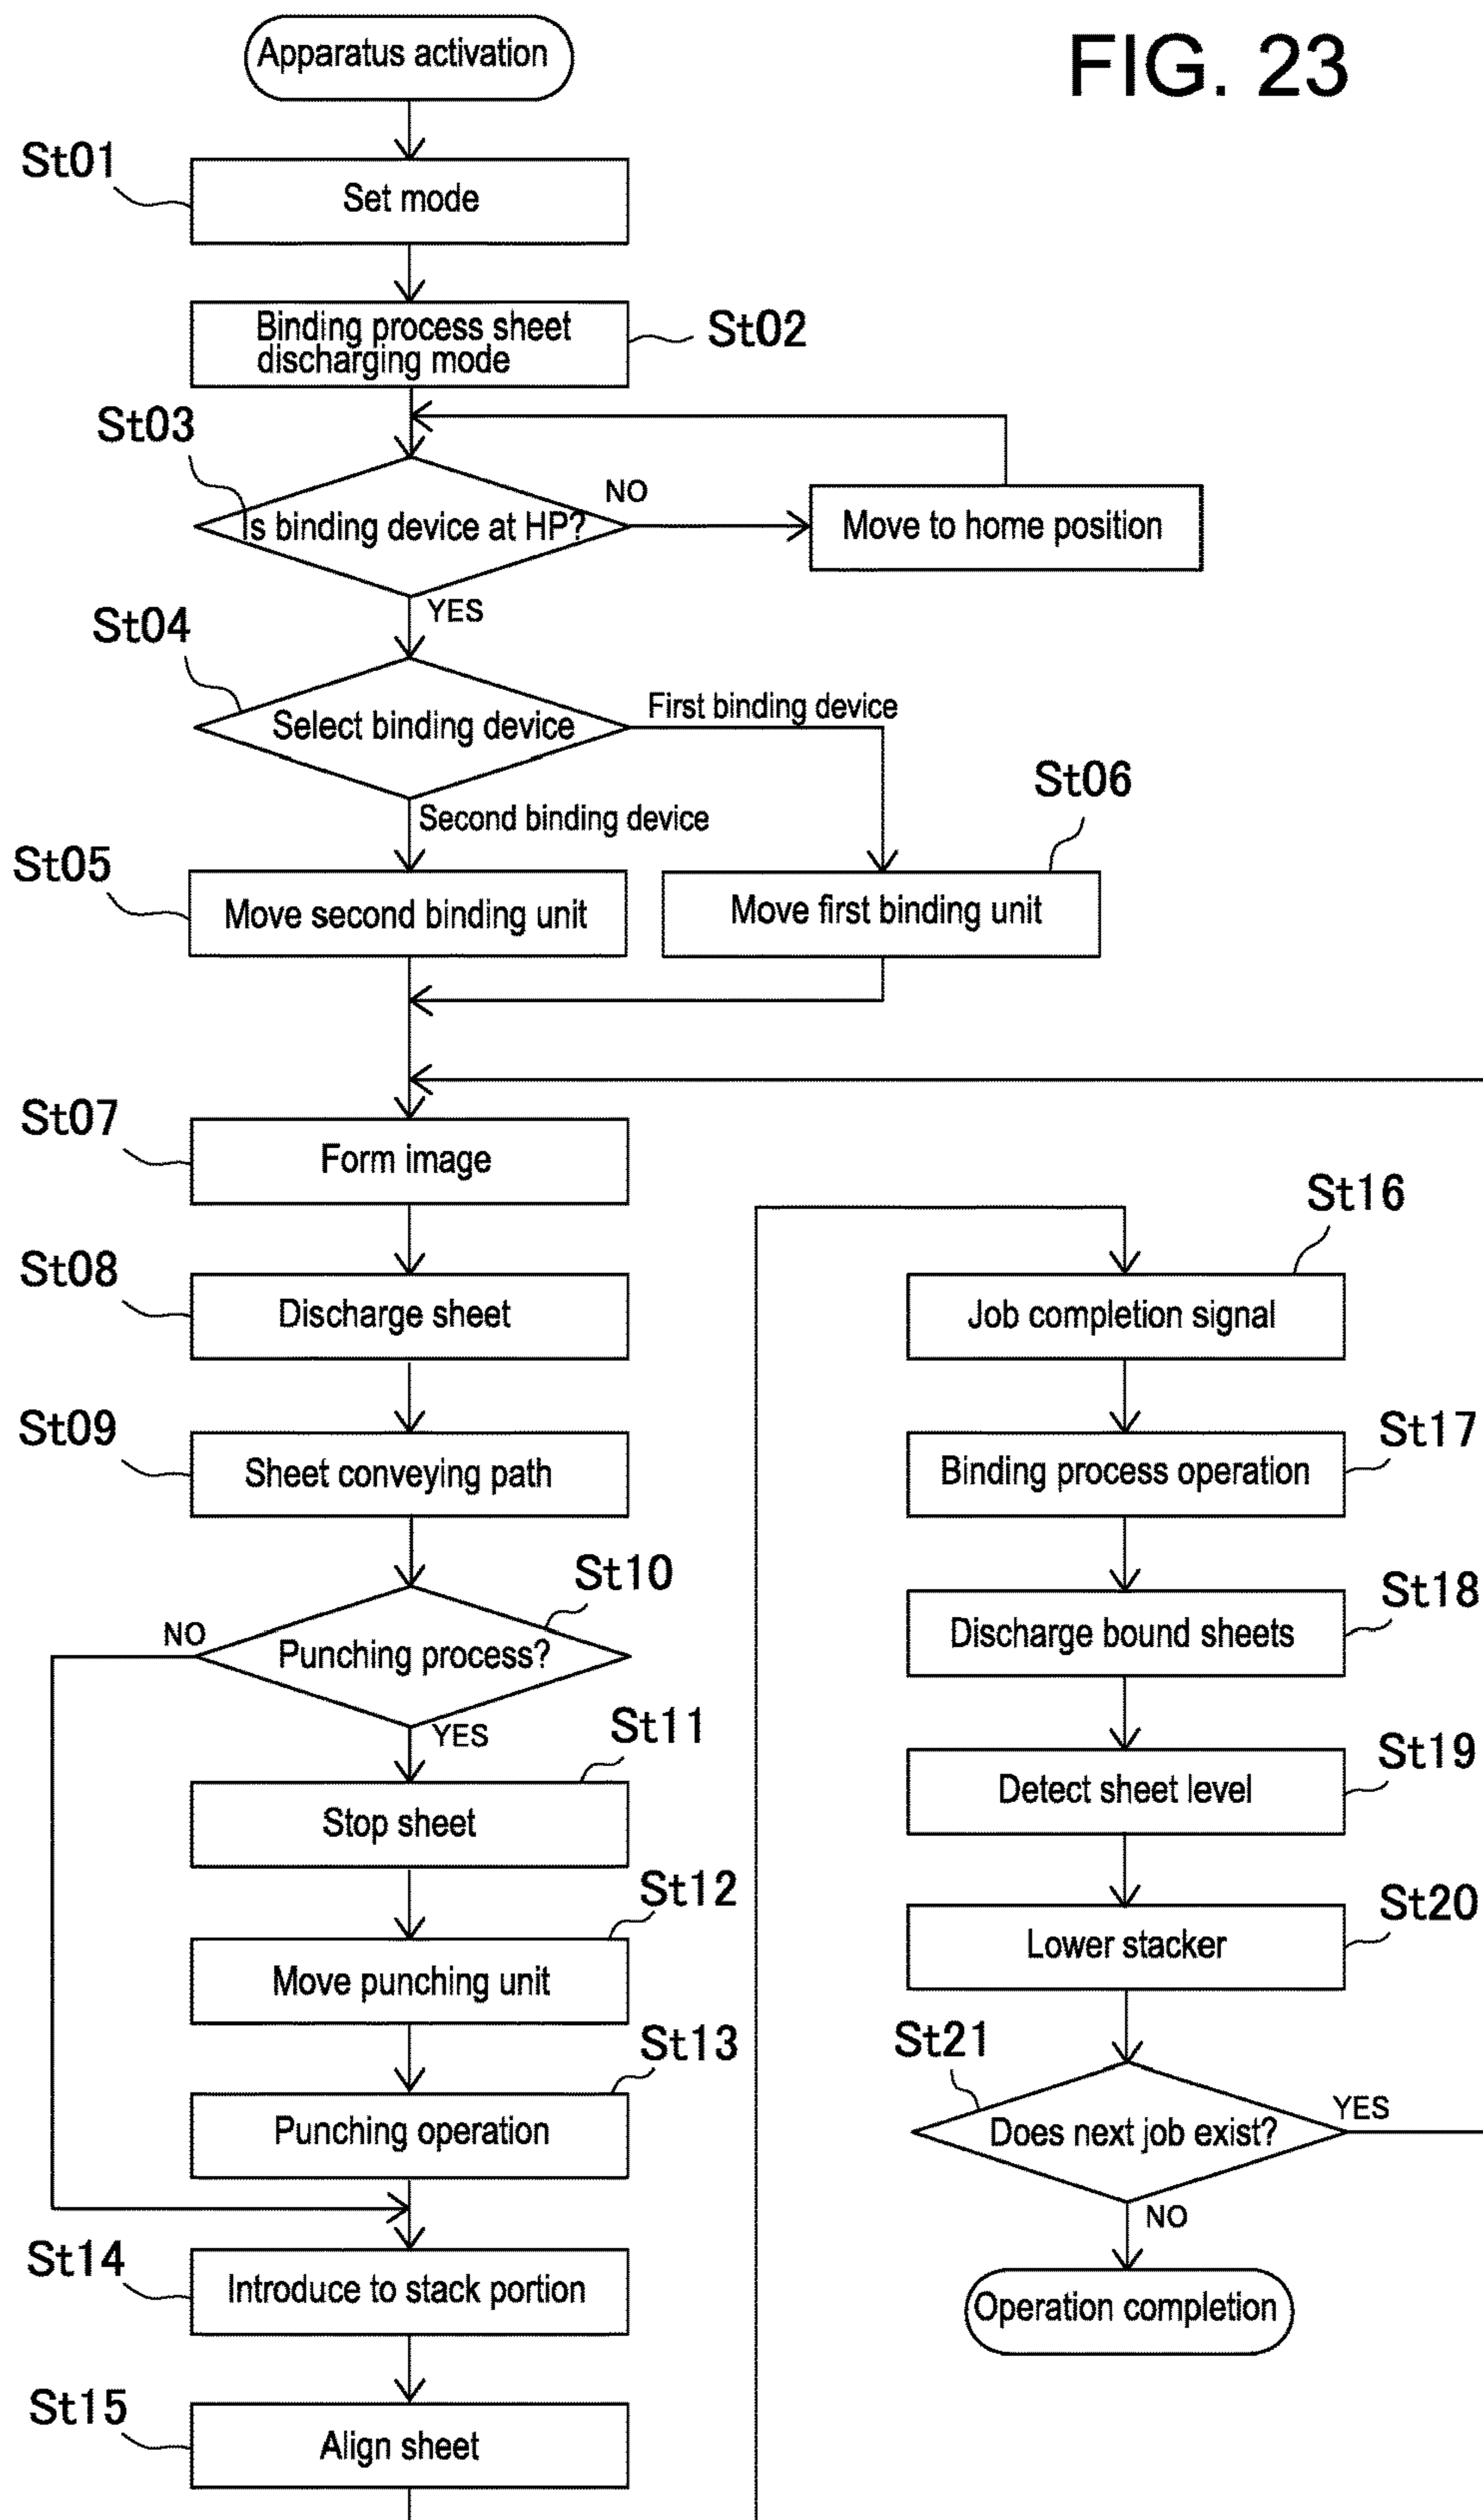 FIG. 23
Apparatus activation
St01
Set mode
Binding process sheet
discharging mode
St02
St03
Is binding device at HP?
NO
Move to home position
YES
St04
Select binding device
First binding device
Second binding device
St05
Move second binding unit
St06
Move first binding unit
St07
Form image
St08
Discharge sheet
St09
Sheet conveying path
St10
NO
Punching process?
YES
St11
Stop sheet
St12
Move punching unit
St13
Punching operation
St14
Introduce to stack portion
St15
Align sheet
St16
Job completion signal
St17
Binding process operation
St18
Discharge bound sheets
St19
Detect sheet level
St20
Lower stacker
St21
Does next job exist?
YES
NO
Operation completion